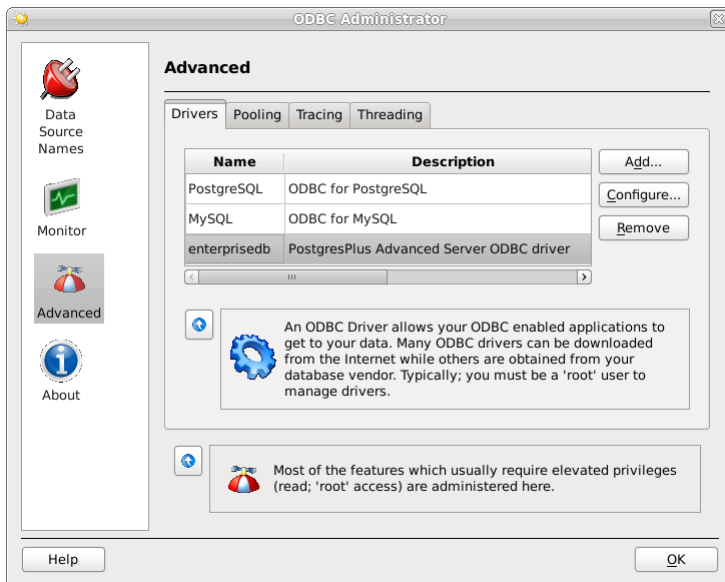 ODBC Administrator
Data
Source
Names
Monitor
Advanced
About
Advanced
Drivers Pooling Tracing Threading
Name Description
PostgreSQL ODBC for PostgreSQL
MySQL ODBC for MySQL
enterprisedb PostgresPlus Advanced Server ODBC driver
Add...
Configure...
Remove
An ODBC Driver allows your ODBC enabled applications to
get to your data. Many ODBC drivers can be downloaded
from the Internet while others are obtained from your
database vendor. Typically; you must be a 'root' user to
manage drivers.
Most of the features which usually require elevated privileges
(read; 'root' access) are administered here.
Help
OK